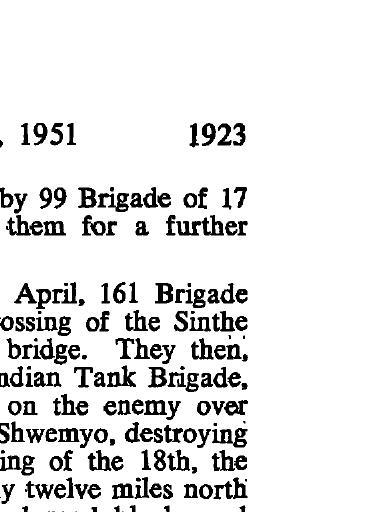 , 1951 1923
by 99 Brigade of 17
them for a further
April, 161 Brigade
ossing of the Sinthe
bridge. They then,
ndian Tank Brigade,
on the enemy over
Shwemyo, destroying
ing of the 18th, the
y twelve miles north